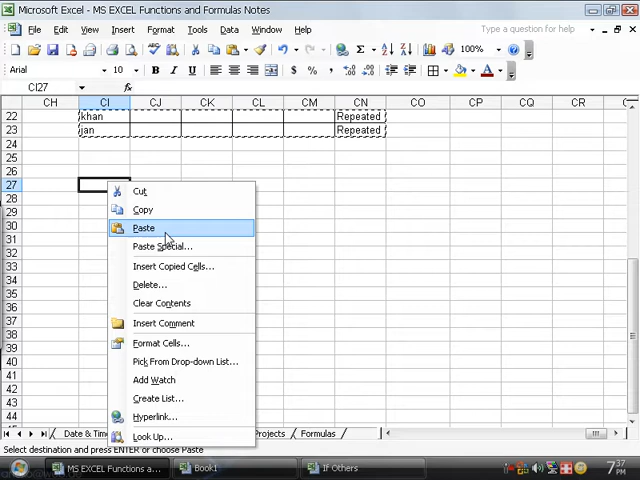 Microsoft Excel - MS EXCEL Functions and Formulas Notes
File Edit View Insert Format Tools Data Window Help
Type a question for help
Σ 100%
Arial 10 B I U $ % ,
CI27 fx
CH CI CJ CK CL CM CN CO CP CQ CR
22 khan Repeated
23 jan Repeated
24
25
26
27
28
29
30
31
32
33
34
35
36
37
38
39
40
41
42
43
44
Cut
Copy
Paste
Paste Special...
Insert Copied Cells...
Delete...
Clear Contents
Insert Comment
Format Cells...
Pick From Drop-down List...
Add Watch
Create List...
Hyperlink...
Look Up...
Date & Time Projects Formulas
Select destination and press ENTER or choose Paste
MS EXCEL Functions a... Book1 If Others 7:37 PM